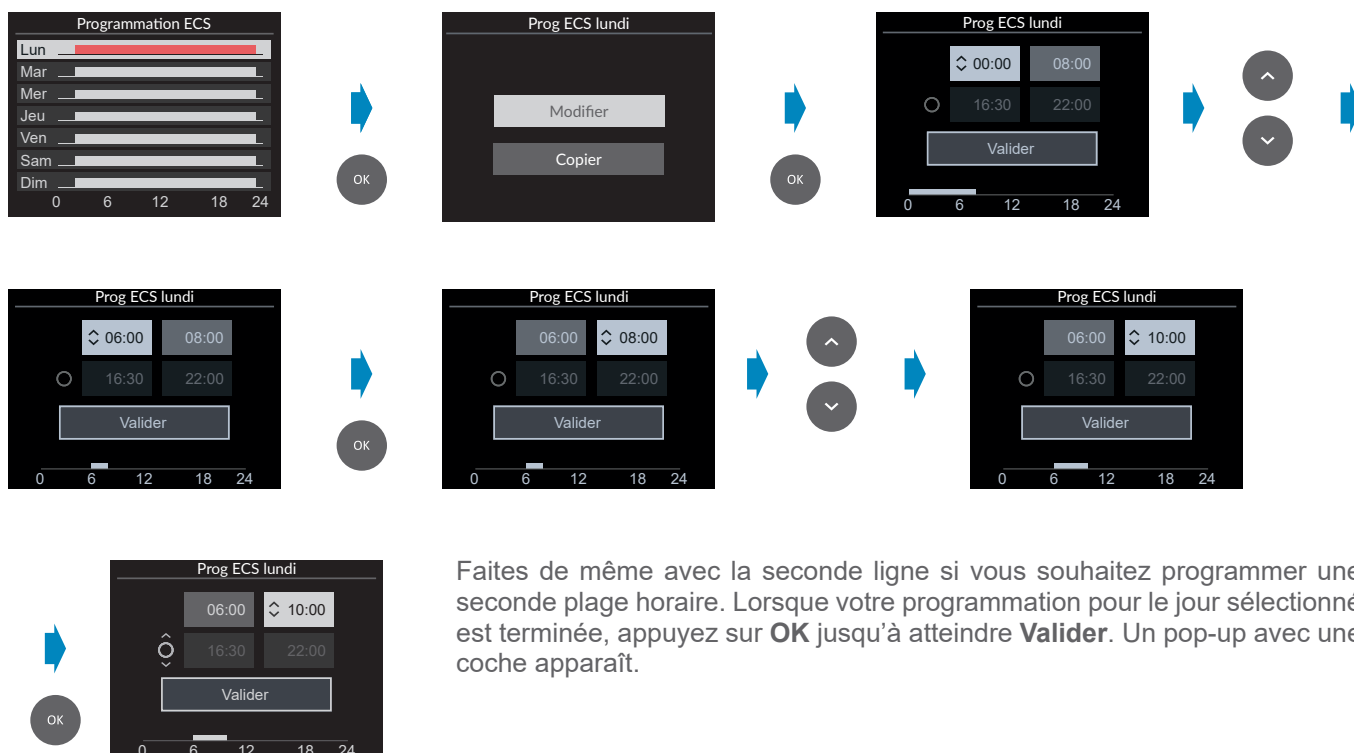 Programmation ECS
Lun
Mar
Mer
Jeu
Ven
Sam
Dim
0 6 12 18 24
OK
Prog ECS lundi
Modifier
Copier
OK
Prog ECS lundi
00:00 08:00
16:30 22:00
Valider
0 6 12 18 24
Prog ECS lundi
06:00 08:00
16:30 22:00
Valider
0 6 12 18 24
OK
Prog ECS lundi
06:00 08:00
16:30 22:00
Valider
0 6 12 18 24
Prog ECS lundi
06:00 10:00
16:30 22:00
Valider
0 6 12 18 24
OK
Prog ECS lundi
06:00 10:00
16:30 22:00
Valider
0 6 12 18 24
Faites de même avec la seconde ligne si vous souhaitez programmer une
seconde plage horaire. Lorsque votre programmation pour le jour sélectionné
est terminée, appuyez sur OK jusqu'à atteindre Valider. Un pop-up avec une
coche apparaît.